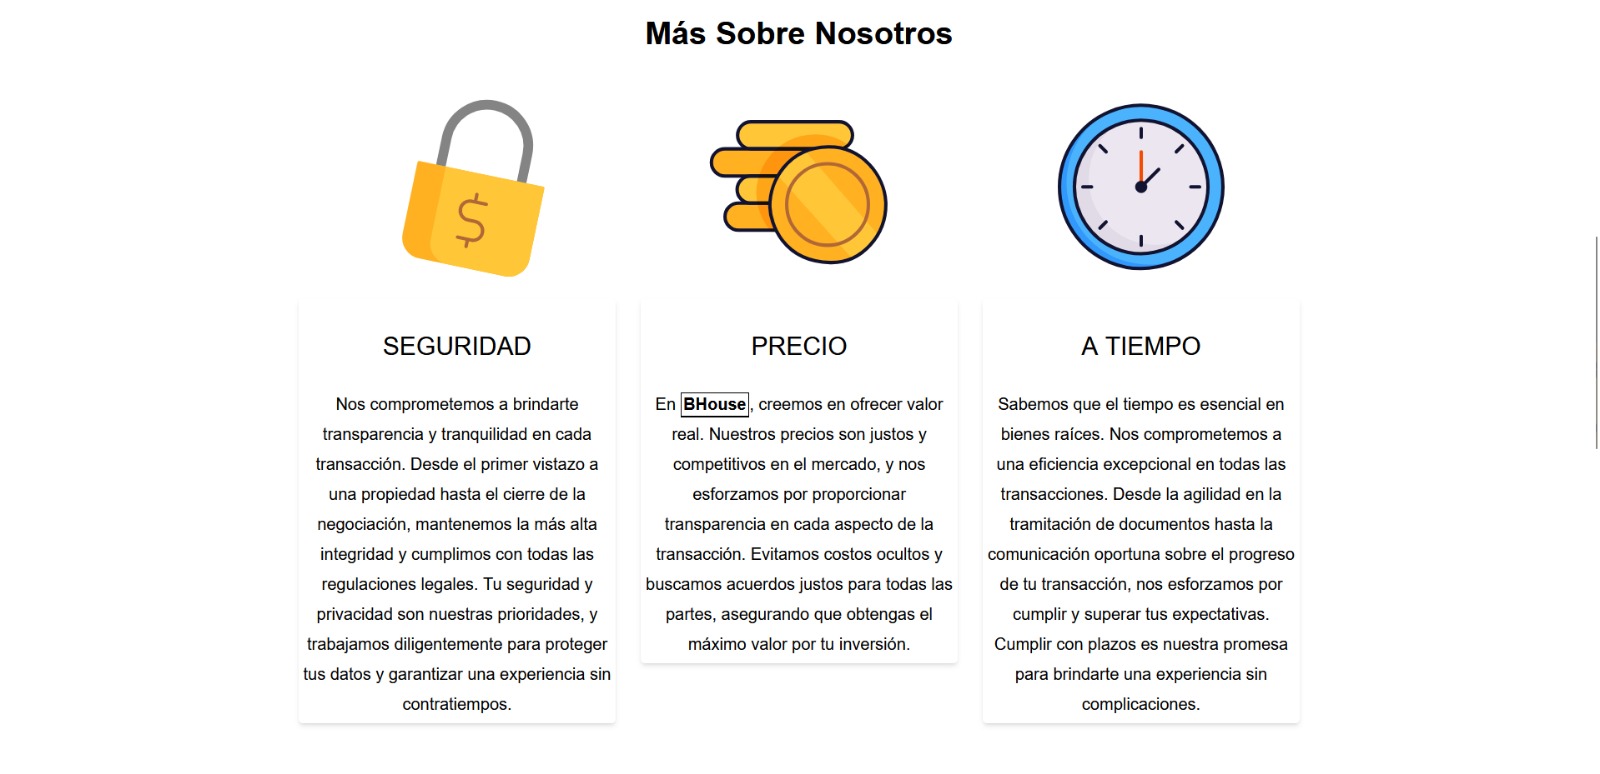 Más Sobre Nosotros
$
SEGURIDAD
Nos comprometemos a brindarte
transparencia y tranquilidad en cada
transacción. Desde el primer vistazo a
una propiedad hasta el cierre de la
negociación, mantenemos la más alta
integridad y cumplimos con todas las
regulaciones legales. Tu seguridad y
privacidad son nuestras prioridades, y
trabajamos diligentemente para proteger
tus datos y garantizar una experiencia sin
contratiempos.
PRECIO
En BHouse, creemos en ofrecer valor
real. Nuestros precios son justos y
competitivos en el mercado, y nos
esforzamos por proporcionar
transparencia en cada aspecto de la
transacción. Evitamos costos ocultos y
buscamos acuerdos justos para todas las
partes, asegurando que obtengas el
máximo valor por tu inversión.
A TIEMPO
Sabemos que el tiempo es esencial en
bienes raíces. Nos comprometemos a
una eficiencia excepcional en todas las
transacciones. Desde la agilidad en la
tramitación de documentos hasta la
comunicación oportuna sobre el progreso
de tu transacción, nos esforzamos por
cumplir y superar tus expectativas.
Cumplir con plazos es nuestra promesa
para brindarte una experiencia sin
complicaciones.